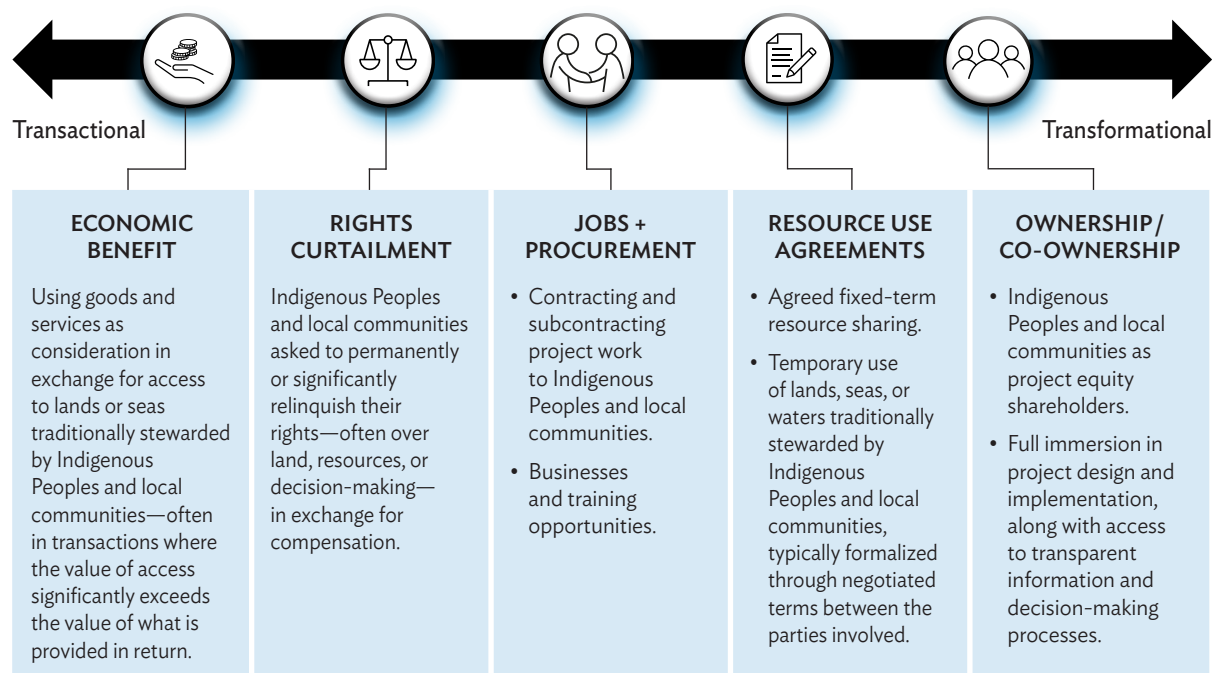 Transactional
Transformational
ECONOMIC
BENEFIT
Using goods and
services as
consideration in
exchange for access
to lands or seas
traditionally stewarded
by Indigenous
Peoples and local
communities—often
in transactions where
the value of access
significantly exceeds
the value of what is
provided in return.
RIGHTS
CURTAILMENT
Indigenous Peoples
and local communities
asked to permanently
or significantly
relinquish their
rights—often over
land, resources, or
decision-making—
in exchange for
compensation.
JOBS +
PROCUREMENT
• Contracting and
subcontracting
project work
to Indigenous
Peoples and local
communities.
• Businesses
and training
opportunities.
RESOURCE USE
AGREEMENTS
• Agreed fixed-term
resource sharing.
• Temporary use
of lands, seas, or
waters traditionally
stewarded by
Indigenous
Peoples and local
communities,
typically formalized
through negotiated
terms between the
parties involved.
OWNERSHIP/
CO-OWNERSHIP
• Indigenous
Peoples and local
communities as
project equity
shareholders.
• Full immersion in
project design and
implementation,
along with access
to transparent
information and
decision-making
processes.